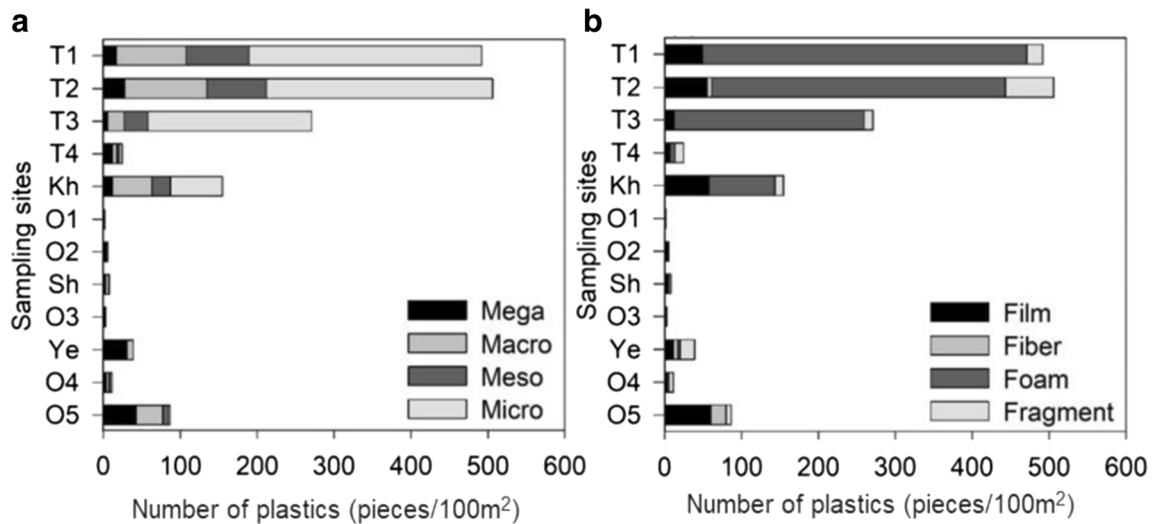 a
T1
T2
T3
T4
Kh
O1
O2
Sh
O3
Ye
O4
O5
Sampling sites
Mega
Macro
Meso
Micro
0 100 200 300 400 500 600
Number of plastics (pieces/100m²)
b
T1
T2
T3
T4
Kh
O1
O2
Sh
O3
Ye
O4
O5
Sampling sites
Film
Fiber
Foam
Fragment
0 100 200 300 400 500 600
Number of plastics (pieces/100m²)